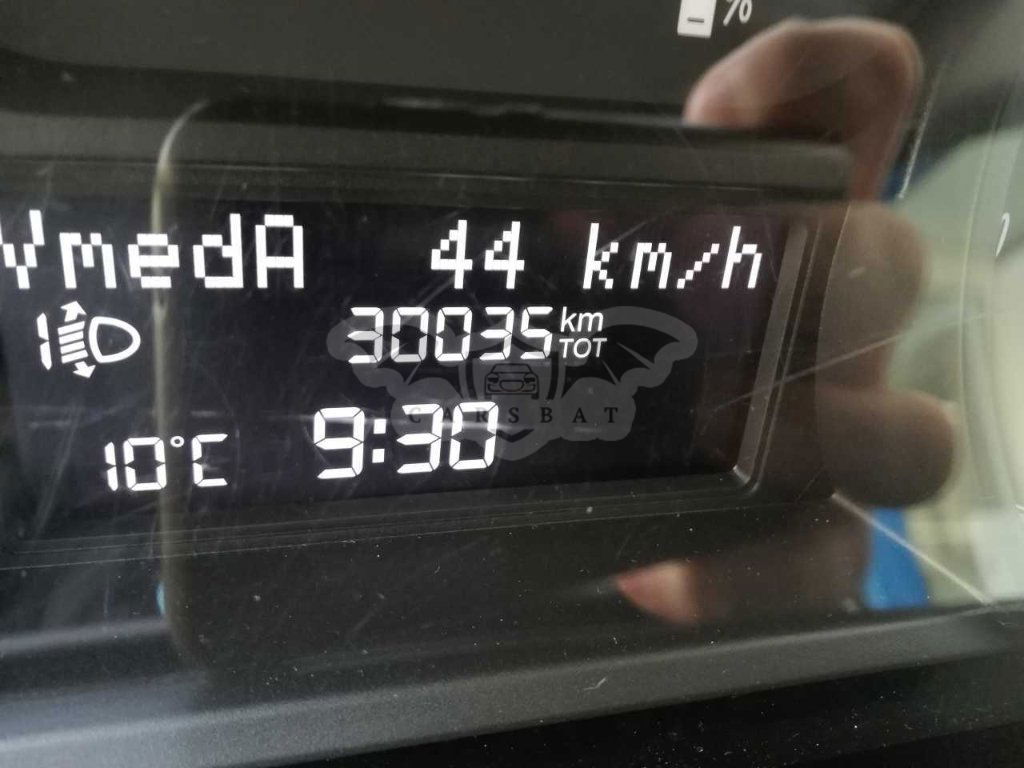 %
VmedA 44 km/h
30035 km TOT
CARSBAT
10°C 9:30